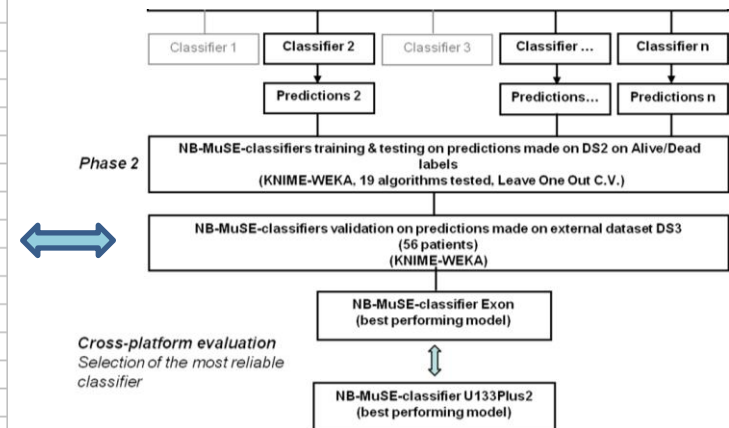 Classifier 1
Classifier 2
Classifier 3
Classifier ...
Classifier n
Predictions 2
Predictions...
Predictions n
Phase 2
NB-MuSE-classifiers training & testing on predictions made on DS2 on Alive/Dead
labels
(KNIME-WEKA, 19 algorithms tested, Leave One Out C.V.)
NB-MuSE-classifiers validation on predictions made on external dataset DS3
(56 patients)
(KNIME-WEKA)
NB-MuSE-classifier Exon
(best performing model)
Cross-platform evaluation
Selection of the most reliable
classifier
NB-MuSE-classifier U133Plus2
(best performing model)